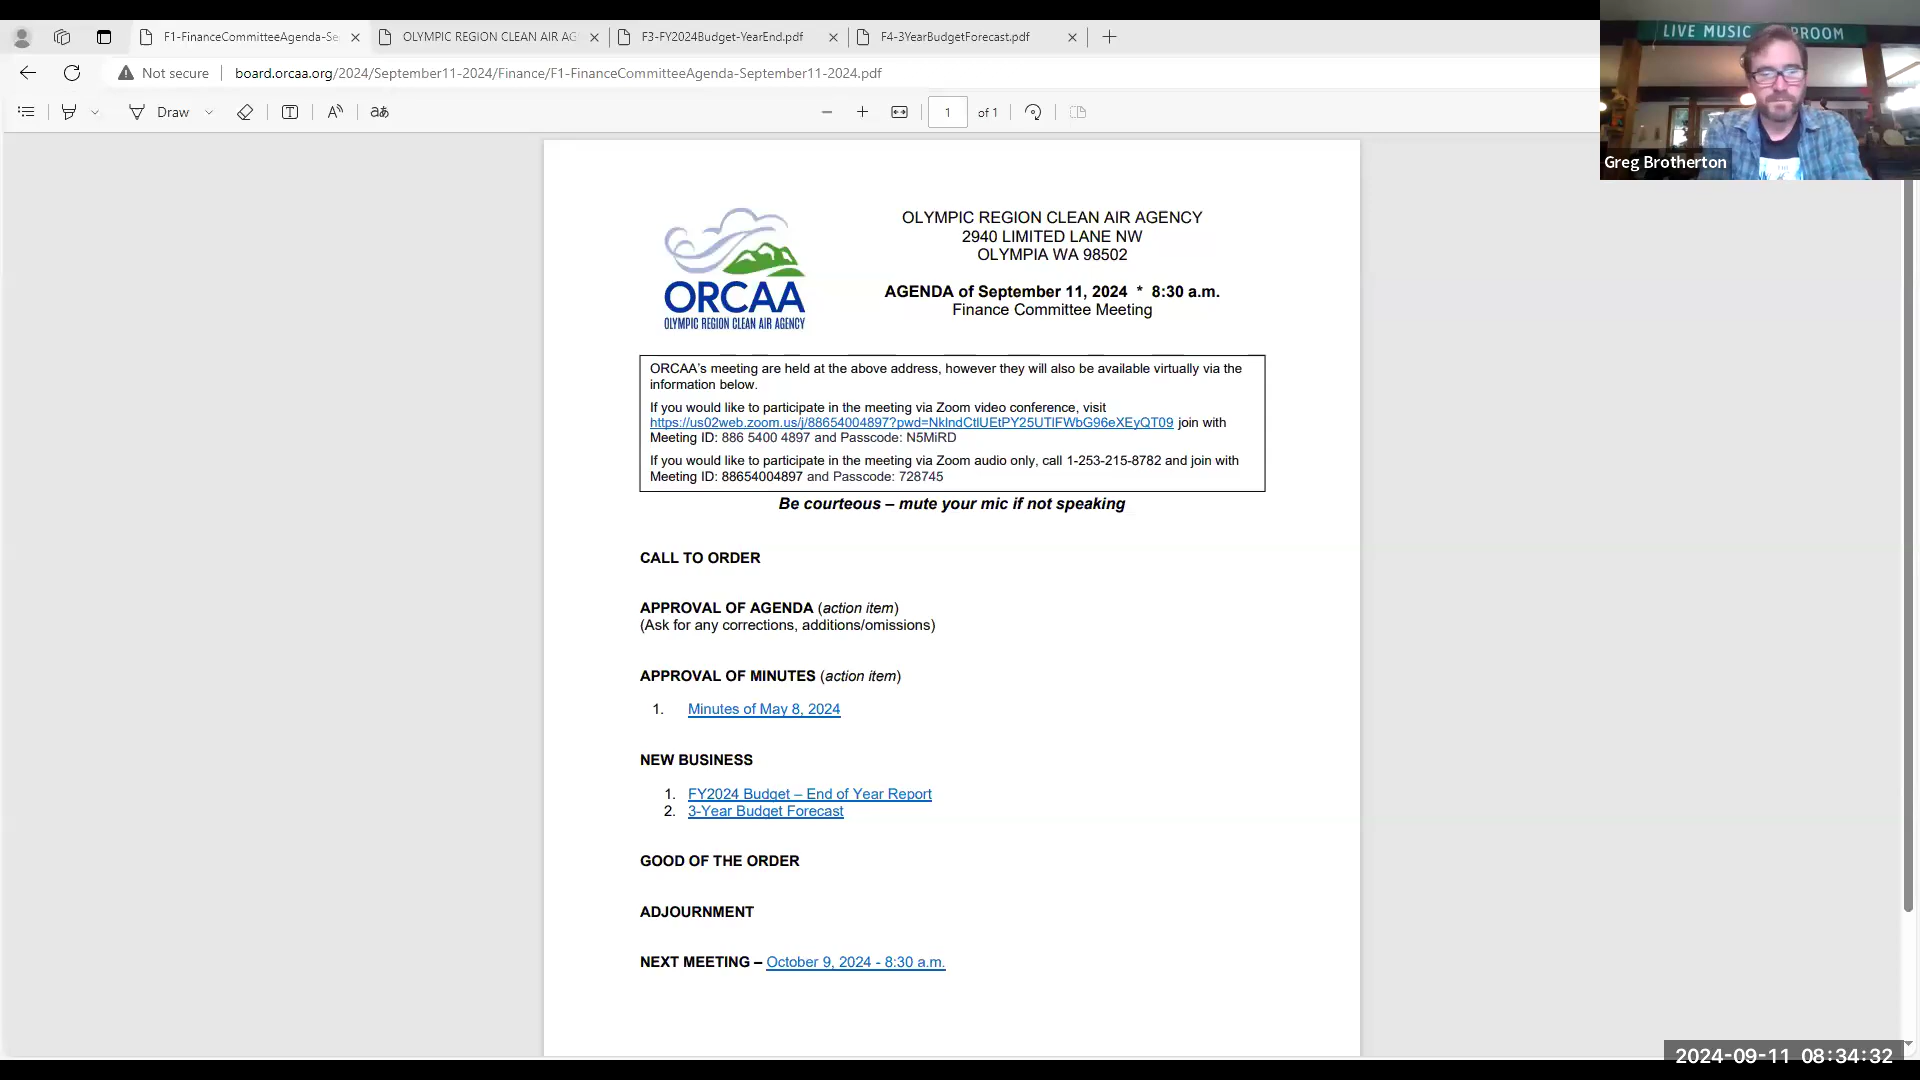 F1-FinanceCommitteeAgenda-Se
OLYMPIC REGION CLEAN AIR AG
F3-FY2024Budget-YearEnd.pdf
F4-3YearBudgetForecast.pdf
Not secure
board.orcaa.org/2024/September11-2024/Finance/F1-FinanceCommitteeAgenda-September11-2024.pdf
Draw
1 of 1
LIVE MUSIC PROOM
Greg Brotherton
ORCAA
OLYMPIC REGION CLEAN AIR AGENCY
OLYMPIC REGION CLEAN AIR AGENCY
2940 LIMITED LANE NW
OLYMPIA WA 98502
AGENDA of September 11, 2024 * 8:30 a.m.
Finance Committee Meeting
ORCAA's meeting are held at the above address, however they will also be available virtually via the
information below.
If you would like to participate in the meeting via Zoom video conference, visit
https://us02web.zoom.us/j/88654004897?pwd=NklndCtlUEtPY25UTlFWbG96eXEyQT09 join with
Meeting ID: 886 5400 4897 and Passcode: N5MiRD
If you would like to participate in the meeting via Zoom audio only, call 1-253-215-8782 and join with
Meeting ID: 88654004897 and Passcode: 728745
Be courteous – mute your mic if not speaking
CALL TO ORDER
APPROVAL OF AGENDA (action item)
(Ask for any corrections, additions/omissions)
APPROVAL OF MINUTES (action item)
1. Minutes of May 8, 2024
NEW BUSINESS
1. FY2024 Budget – End of Year Report
2. 3-Year Budget Forecast
GOOD OF THE ORDER
ADJOURNMENT
NEXT MEETING – October 9, 2024 - 8:30 a.m.
2024-09-11 08:34:32